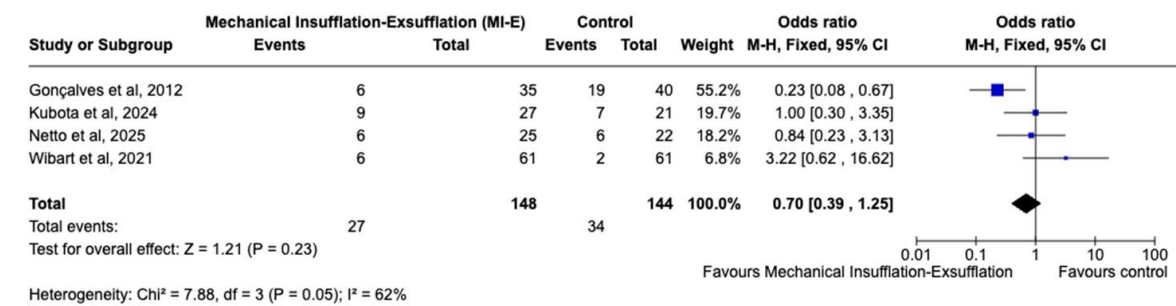 Mechanical Insufflation-Exsufflation (MI-E) Control Odds ratio Odds ratio
Study or Subgroup Events Total Events Total Weight M-H, Fixed, 95% CI M-H, Fixed, 95% CI
Gonçalves et al, 2012 6 35 19 40 55.2% 0.23 [0.08 , 0.67]
Kubota et al, 2024 9 27 7 21 19.7% 1.00 [0.30 , 3.35]
Netto et al, 2025 6 25 6 22 18.2% 0.84 [0.23 , 3.13]
Wibart et al, 2021 6 61 2 61 6.8% 3.22 [0.62 , 16.62]
Total 148 144 100.0% 0.70 [0.39 , 1.25]
Total events: 27 34
Test for overall effect: Z = 1.21 (P = 0.23)
0.01 0.1 1 10 100
Favours Mechanical Insufflation-Exsufflation Favours control
Heterogeneity: Chi² = 7.88, df = 3 (P = 0.05); I² = 62%